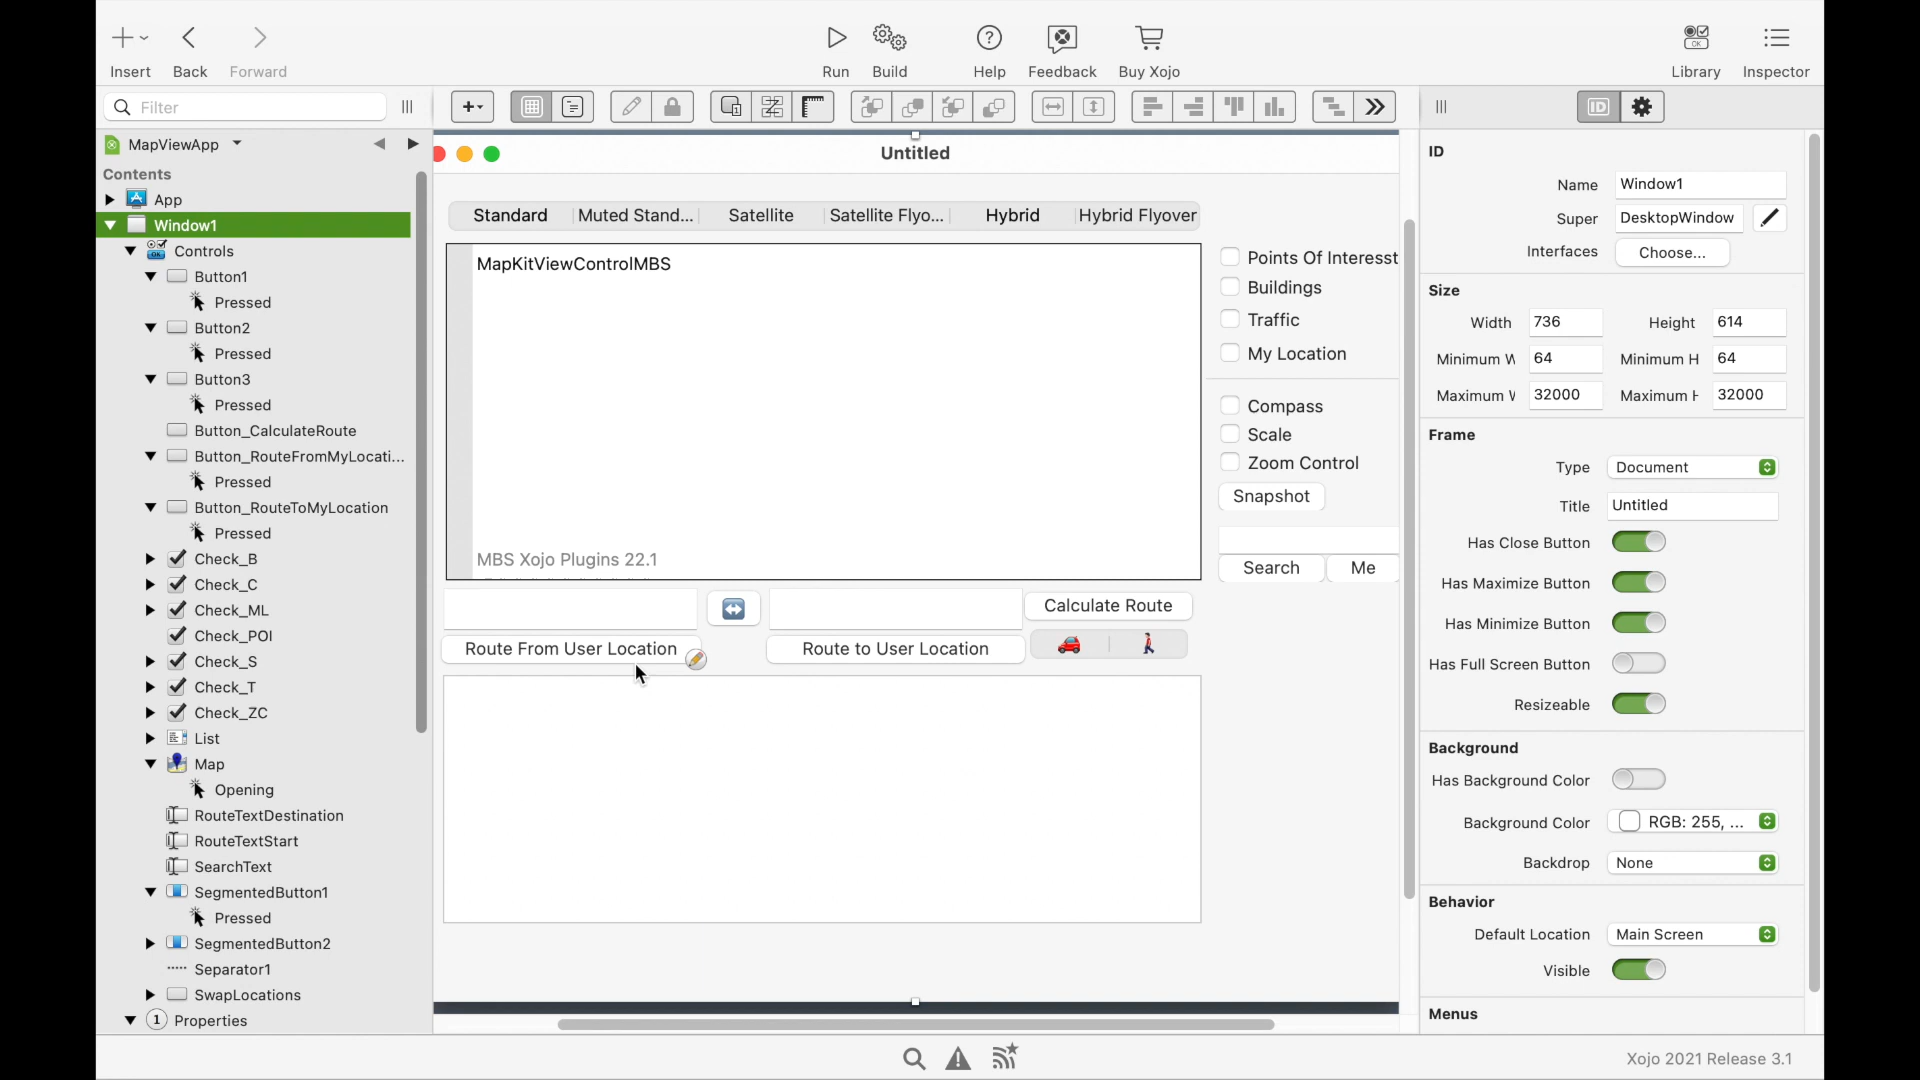 Insert
Back
Forward
Run
Build
Help
Feedback
Buy Xojo
Library
Inspector
Filter
MapViewApp
Contents
App
Window1
Controls
Button1
Pressed
Button2
Pressed
Button3
Pressed
Button_CalculateRoute
Button_RouteFromMyLocati...
Pressed
Button_RouteToMyLocation
Pressed
Check_B
Check_C
Check_ML
Check_POI
Check_S
Check_T
Check_ZC
List
Map
Opening
RouteTextDestination
RouteTextStart
SearchText
SegmentedButton1
Pressed
SegmentedButton2
Separator1
SwapLocations
1 Properties
Untitled
Standard
Muted Stand...
Satellite
Satellite Flyo...
Hybrid
Hybrid Flyover
MapKitViewControlMBS
MBS Xojo Plugins 22.1
Points Of Interesst
Buildings
Traffic
My Location
Compass
Scale
Zoom Control
Snapshot
Search
Me
Calculate Route
Route From User Location
Route to User Location
ID
ID
Name Window1
Super DesktopWindow
Interfaces Choose...
Size
Width 736 Height 614
Minimum W 64 Minimum H 64
Maximum 32000 Maximum 32000
Frame
Type Document
Title Untitled
Has Close Button
Has Maximize Button
Has Minimize Button
Has Full Screen Button
Resizeable
Background
Has Background Color
Background Color RGB: 255, ...
Backdrop None
Behavior
Default Location Main Screen
Visible
Menus
Xojo 2021 Release 3.1